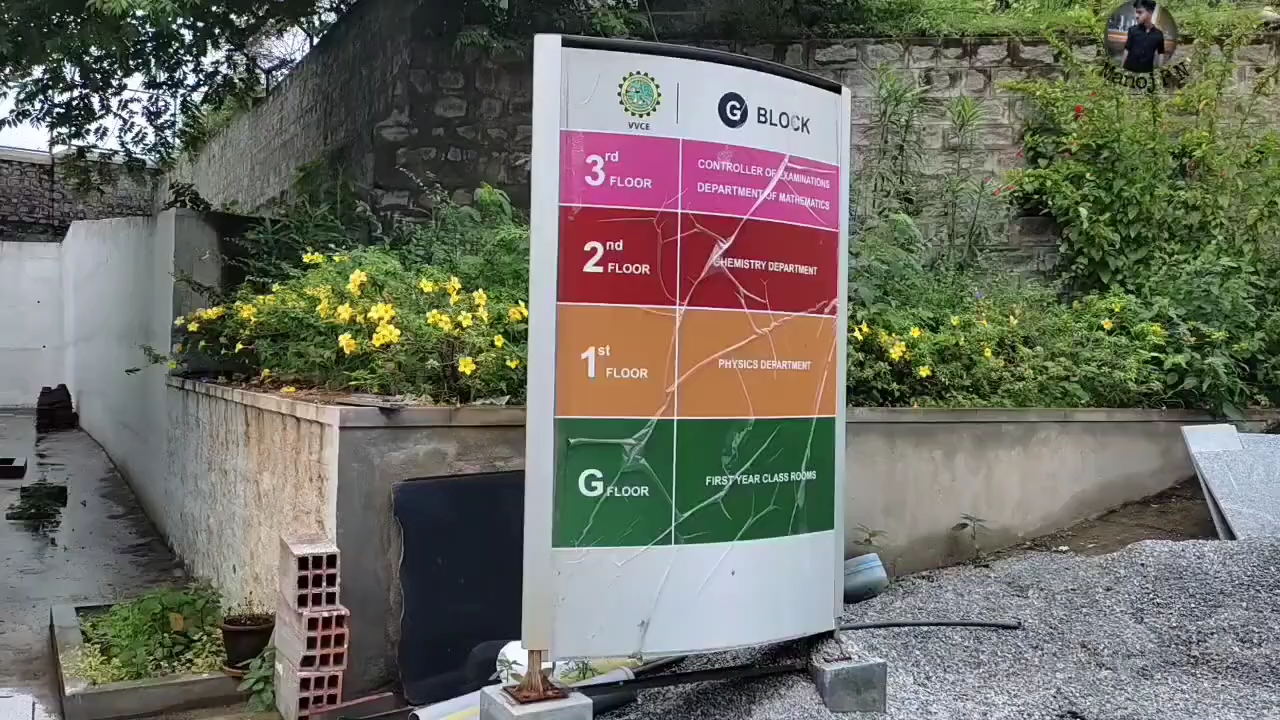 VVCE
G BLOCK
3rd FLOOR
CONTROLLER OF EXAMINATIONS
DEPARTMENT OF MATHEMATICS
2nd FLOOR
CHEMISTRY DEPARTMENT
1st FLOOR
PHYSICS DEPARTMENT
G FLOOR
FIRST YEAR CLASS ROOMS